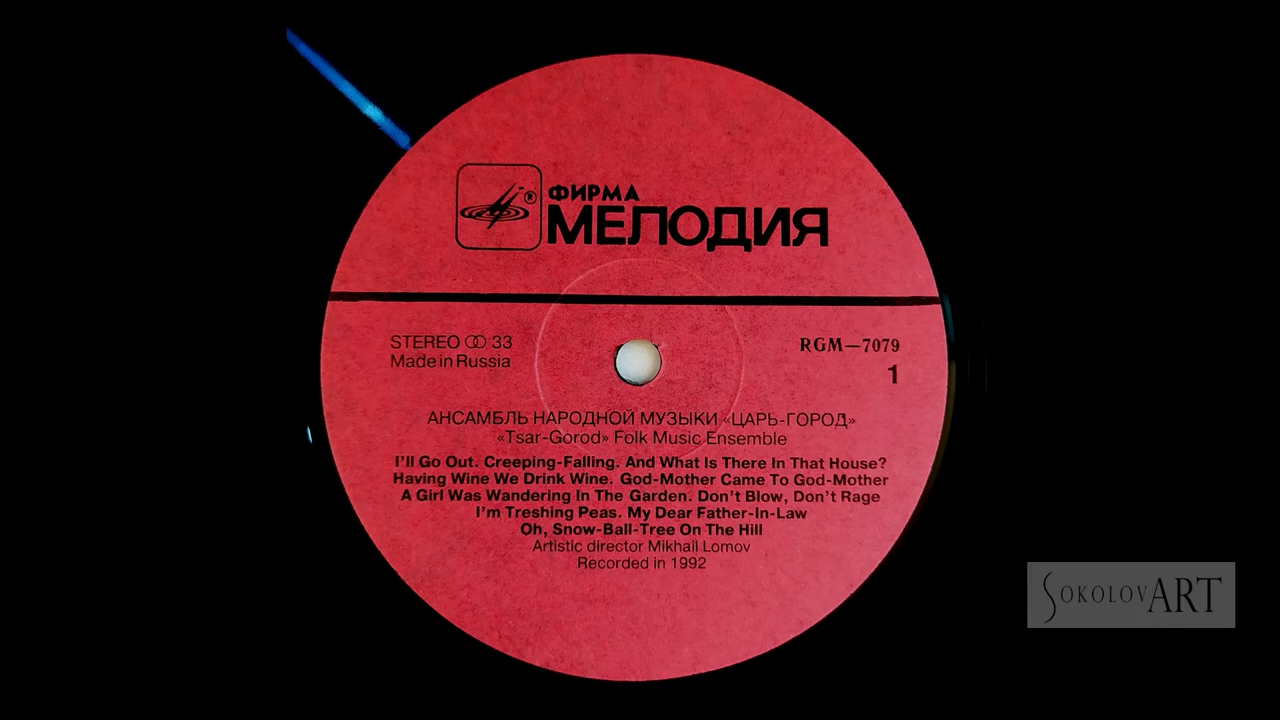 ®
ФИРМА
МЕЛОДИЯ
STEREO 33
Made in Russia
RGM—7079
1
АНСАМБЛЬ НАРОДНОЙ МУЗЫКИ «ЦАРЬ-ГОРОД»
«Tsar-Gorod» Folk Music Ensemble
I'll Go Out. Creeping-Falling. And What Is There In That House?
Having Wine We Drink Wine. God-Mother Came To God-Mother
A Girl Was Wandering In The Garden. Don't Blow, Don't Rage
I'm Treshing Peas. My Dear Father-In-Law
Oh, Snow-Ball-Tree On The Hill
Artistic director Mikhail Lomov
Recorded in 1992
SOKOLOVART